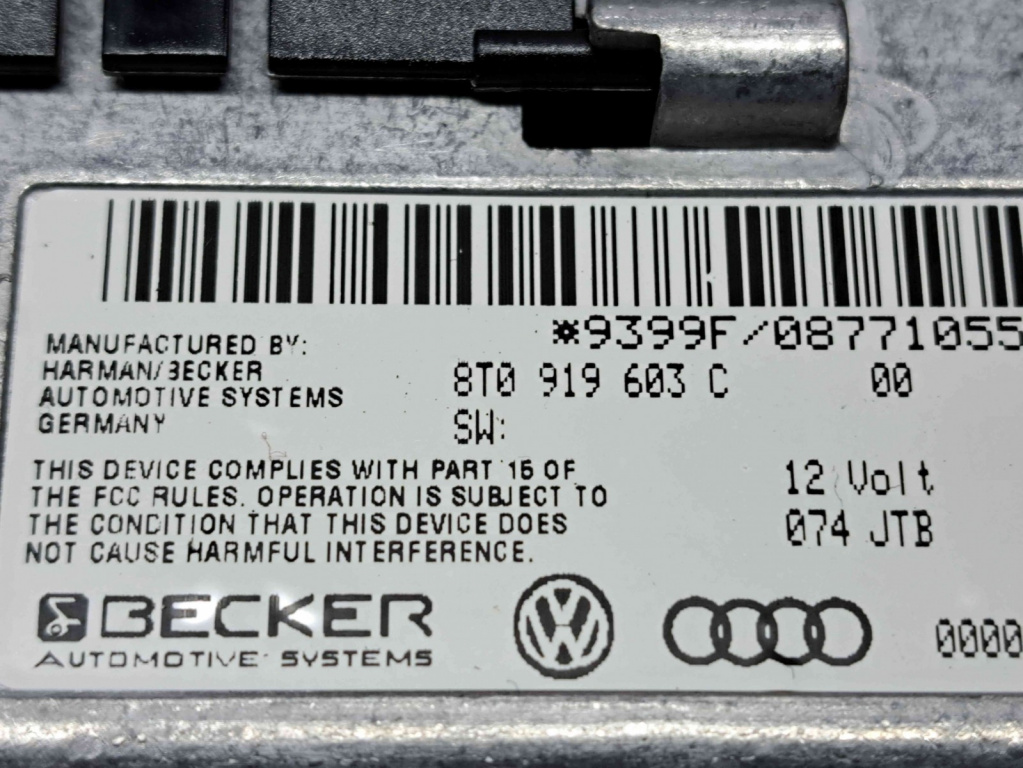 *9399F/08771055
MANUFACTURED BY:
HARMAN/BECKER
AUTOMOTIVE SYSTEMS
GERMANY
8T0 919 603 C 00
SW:
THIS DEVICE COMPLIES WITH PART 15 OF
THE FCC RULES. OPERATION IS SUBJECT TO
THE CONDITION THAT THIS DEVICE DOES
NOT CAUSE HARMFUL INTERFERENCE.
12 Volt
074 JTB
BECKER
AUTOMOTIVE SYSTEMS
VW
0000